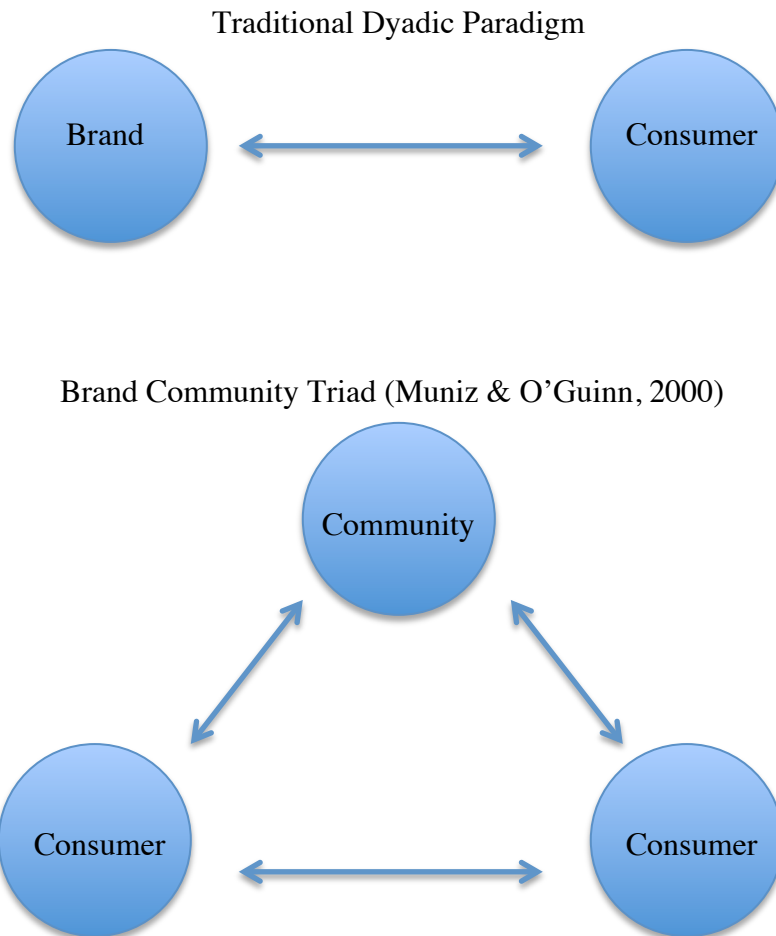 Traditional Dyadic Paradigm
Brand
Consumer
Brand Community Triad (Muniz & O’Guinn, 2000)
Community
Consumer
Consumer